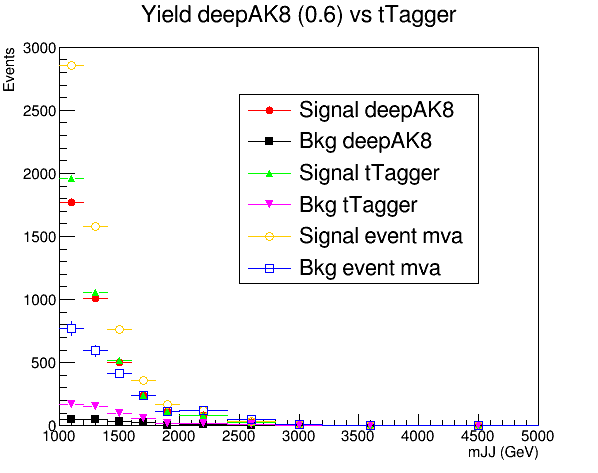 Yield deepAK8 (0.6) vs tTagger
Events
3000
2500
2000
1500
1000
500
0
Signal deepAK8
Bkg deepAK8
Signal tTagger
Bkg tTagger
Signal event mva
Bkg event mva
1000 1500 2000 2500 3000 3500 4000 4500 5000
mJJ (GeV)